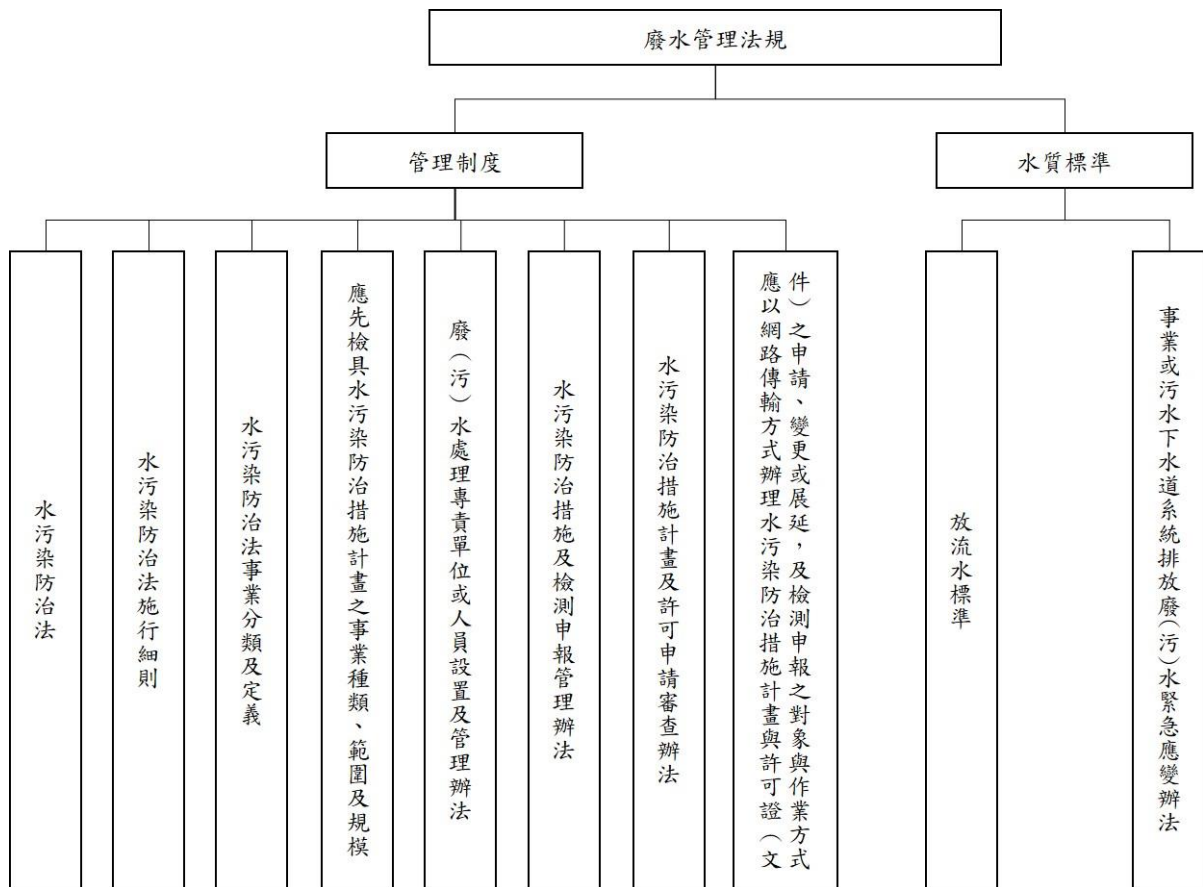 廢水管理法規
管理制度
水質標準
水污染防治法
水污染防治法施行細則
水污染防治法事業分類及定義
應先檢具水污染防治措施計畫之事業種類、範圍及規模
廢（污）水處理專責單位或人員設置及管理辦法
水污染防治措施及檢測申報管理辦法
水污染防治措施計畫及許可申請審查辦法
應以網路傳輸方式辦理水污染防治措施計畫與許可證（文
件）之申請、變更或展延，及檢測申報之對象與作業方式
放流水標準
事業或污水下水道系統排放廢(污)水緊急應變辦法